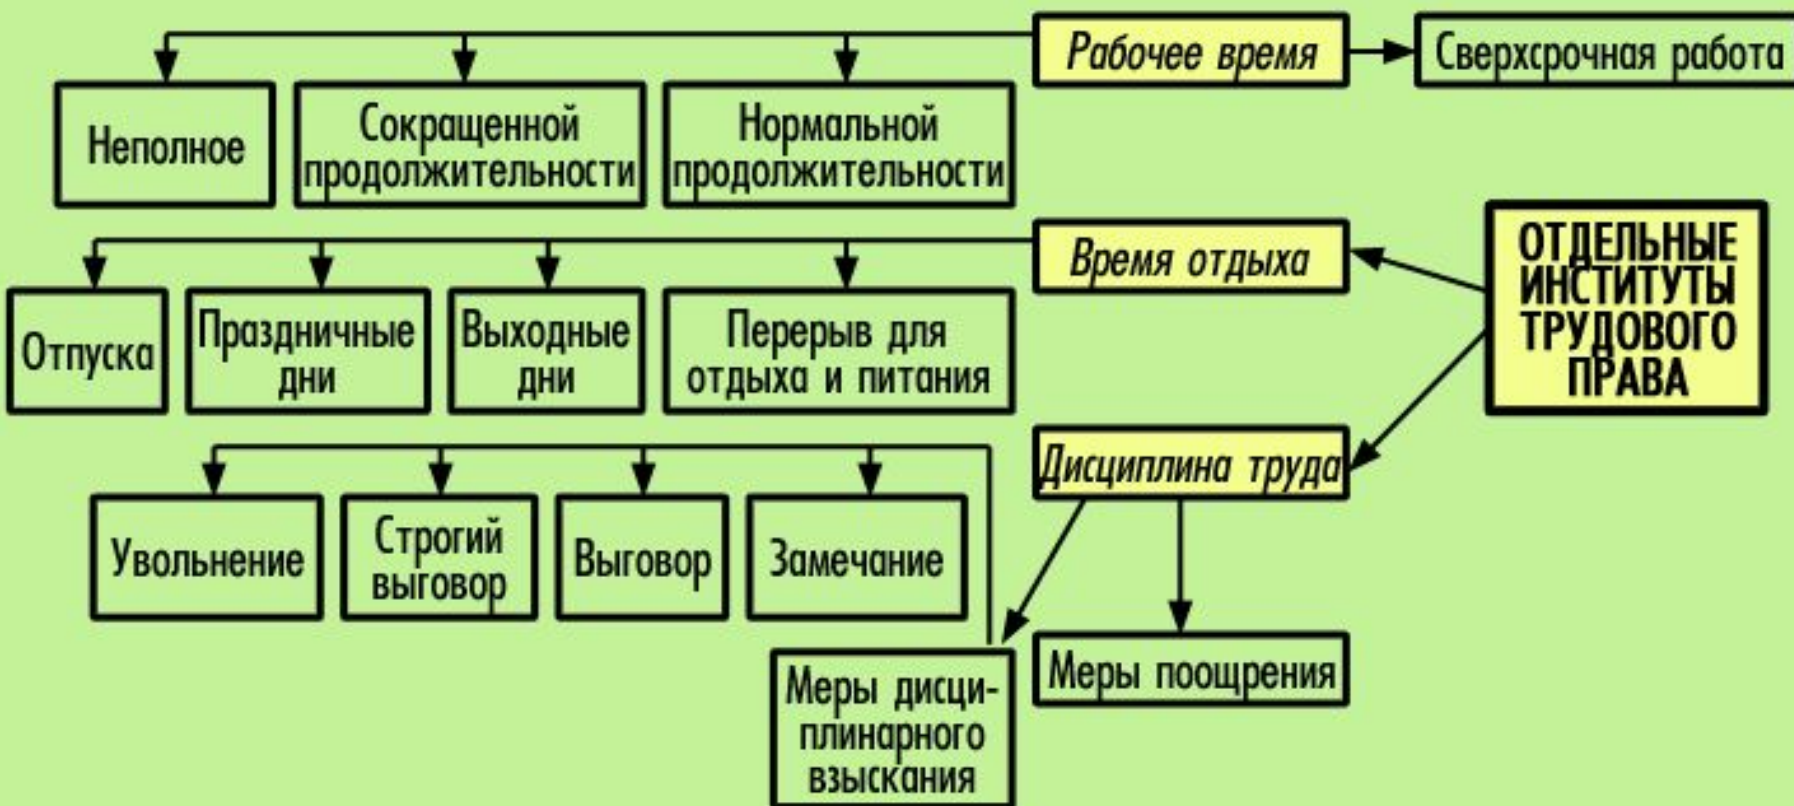 Рабочее время
Сверхсрочная работа
Неполное
Сокращенной
продолжительности
Нормальной
продолжительности
Время отдыха
ОТДЕЛЬНЫЕ
ИНСТИТУТЫ
ТРУДОВОГО
ПРАВА
Отпуска
Праздничные
дни
Выходные
дни
Перерыв для
отдыха и питания
Дисциплина труда
Увольнение
Строгий
выговор
Выговор
Замечание
Меры дисци-
плинарного
взыскания
Меры поощрения